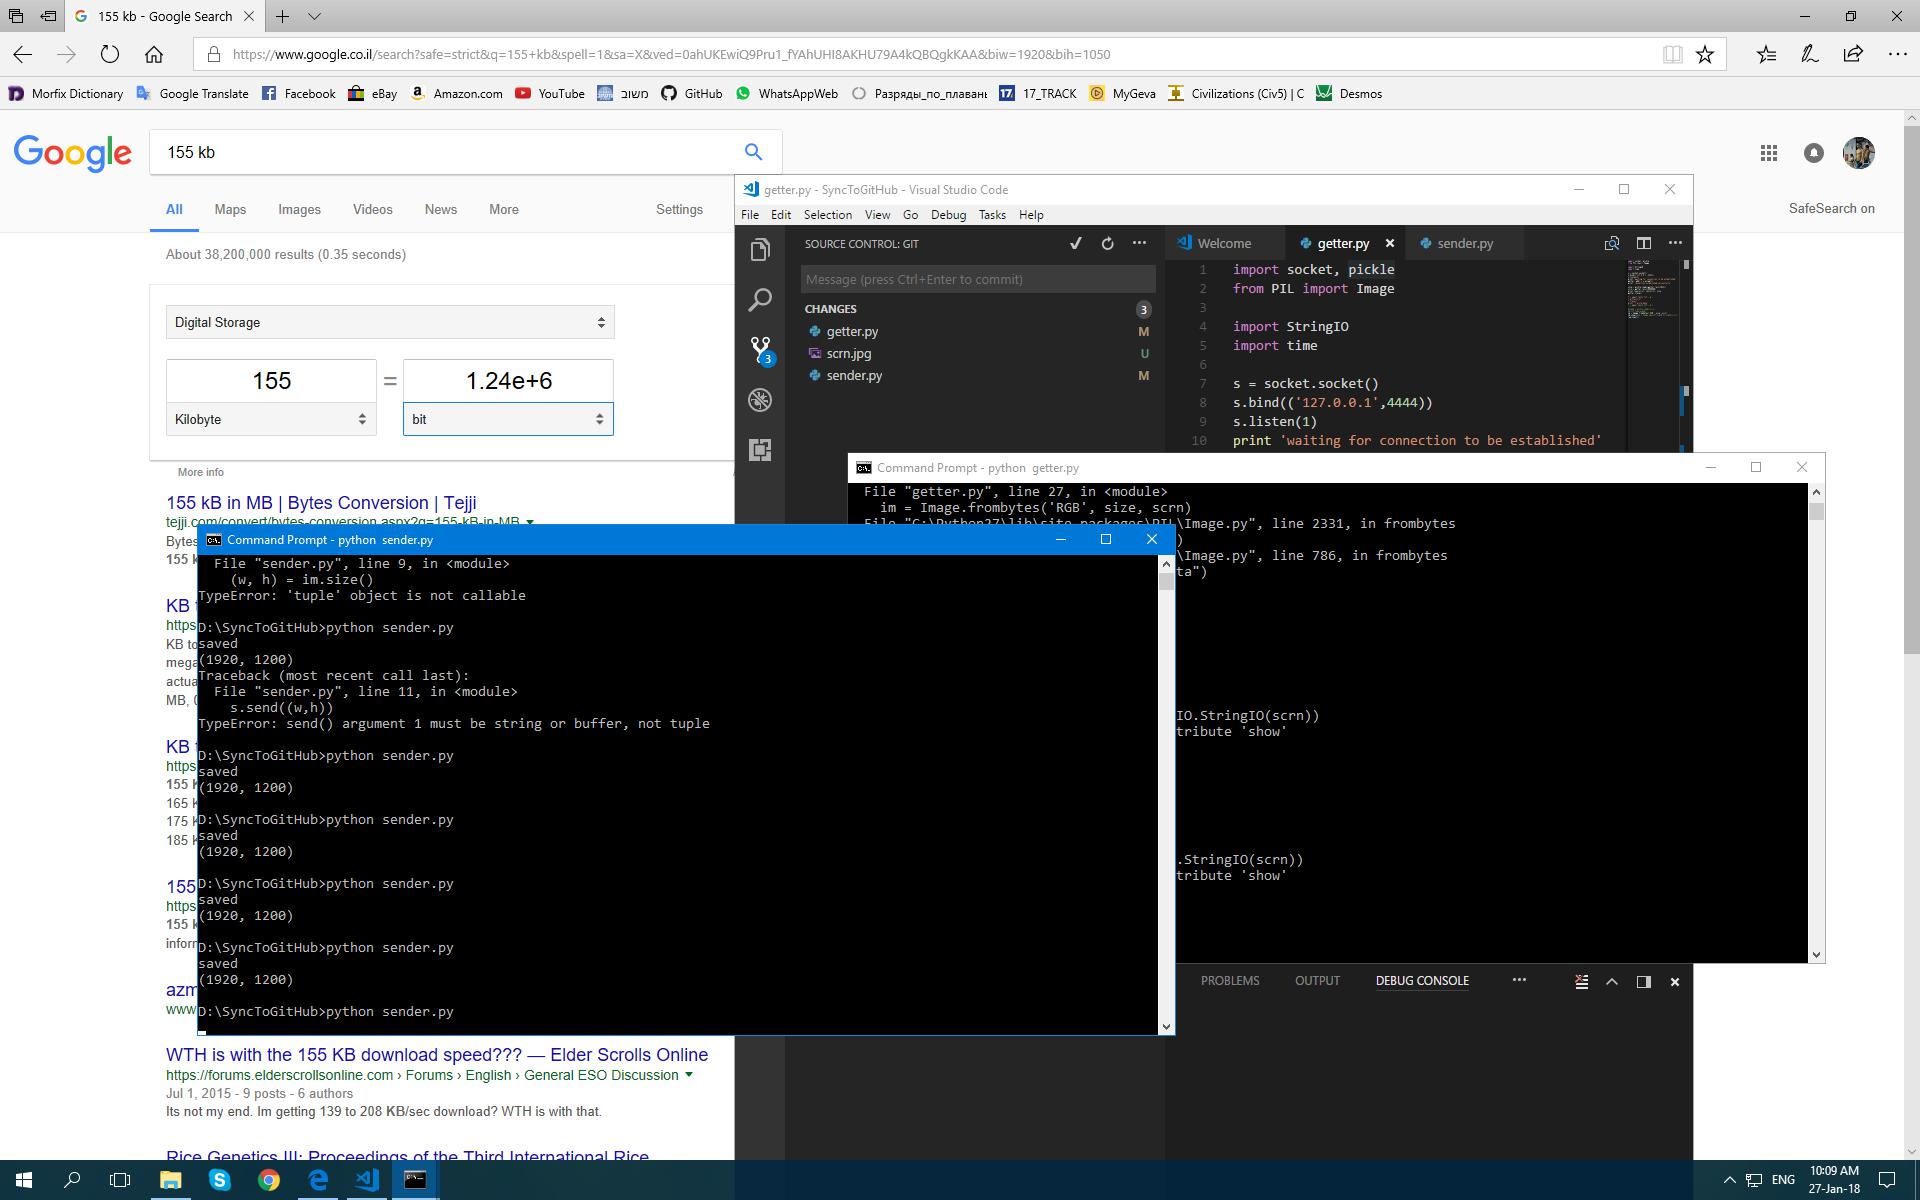 155 kb - Google Search
https://www.google.co.il/search?safe=strict&q=155+kb&spell=1&sa=X&ved=0ahUKEwiQ9Pru1_fYAhUHI8AKHU79A4kQBQgkKAA&biw=1920&bih=1050
Morfix Dictionary Google Translate Facebook eBay Amazon.com YouTube משוב GitHub WhatsAppWeb Разряды_по_плавань 17_TRACK MyGeva Civilizations (Civ5) | C Desmos
Google
155 kb
All Maps Images Videos News More Settings
SafeSearch on
About 38,200,000 results (0.35 seconds)
Digital Storage
155 = 1.24e+6
Kilobyte bit
More info
155 kB in MB | Bytes Conversion | Tejji
tejji.com/convert/bytes-conversion.aspx?q=155-kB-in-MB
Bytes
155 k
KB
https
KB to
mega
actua
MB, (
KB
https
155 k
165 k
175 k
185 k
155
https
155 k
inforr
azm
www
WTH is with the 155 KB download speed??? — Elder Scrolls Online
https://forums.elderscrollsonline.com › Forums › English › General ESO Discussion
Jul 1, 2015 - 9 posts - 6 authors
Its not my end. Im getting 139 to 208 KB/sec download? WTH is with that.
Rice Genetics III: Proceedings of the Third International Rice
getter.py - SyncToGitHub - Visual Studio Code
File Edit Selection View Go Debug Tasks Help
SOURCE CONTROL: GIT
Message (press Ctrl+Enter to commit)
CHANGES 3
getter.py M
scrn.jpg U
sender.py M
3
Welcome getter.py sender.py
1 import socket, pickle
2 from PIL import Image
3
4 import StringIO
5 import time
6
7 s = socket.socket()
8 s.bind(('127.0.0.1',4444))
9 s.listen(1)
10 print 'waiting for connection to be established'
PROBLEMS OUTPUT DEBUG CONSOLE
Command Prompt - python getter.py
File "getter.py", line 27, in <module>
im = Image.frombytes('RGB', size, scrn)
File "C:\Python27\lib\site-packages\PIL\Image.py", line 2331, in frombytes
)
\Image.py", line 786, in frombytes
ta")
IO.StringIO(scrn))
tribute 'show'
.StringIO(scrn))
tribute 'show'
Command Prompt - python sender.py
File "sender.py", line 9, in <module>
(w, h) = im.size()
TypeError: 'tuple' object is not callable
D:\SyncToGitHub>python sender.py
saved
(1920, 1200)
Traceback (most recent call last):
File "sender.py", line 11, in <module>
s.send((w,h))
TypeError: send() argument 1 must be string or buffer, not tuple
D:\SyncToGitHub>python sender.py
saved
(1920, 1200)
D:\SyncToGitHub>python sender.py
saved
(1920, 1200)
D:\SyncToGitHub>python sender.py
saved
(1920, 1200)
D:\SyncToGitHub>python sender.py
saved
(1920, 1200)
D:\SyncToGitHub>python sender.py
ENG
10:09 AM
27-Jan-18